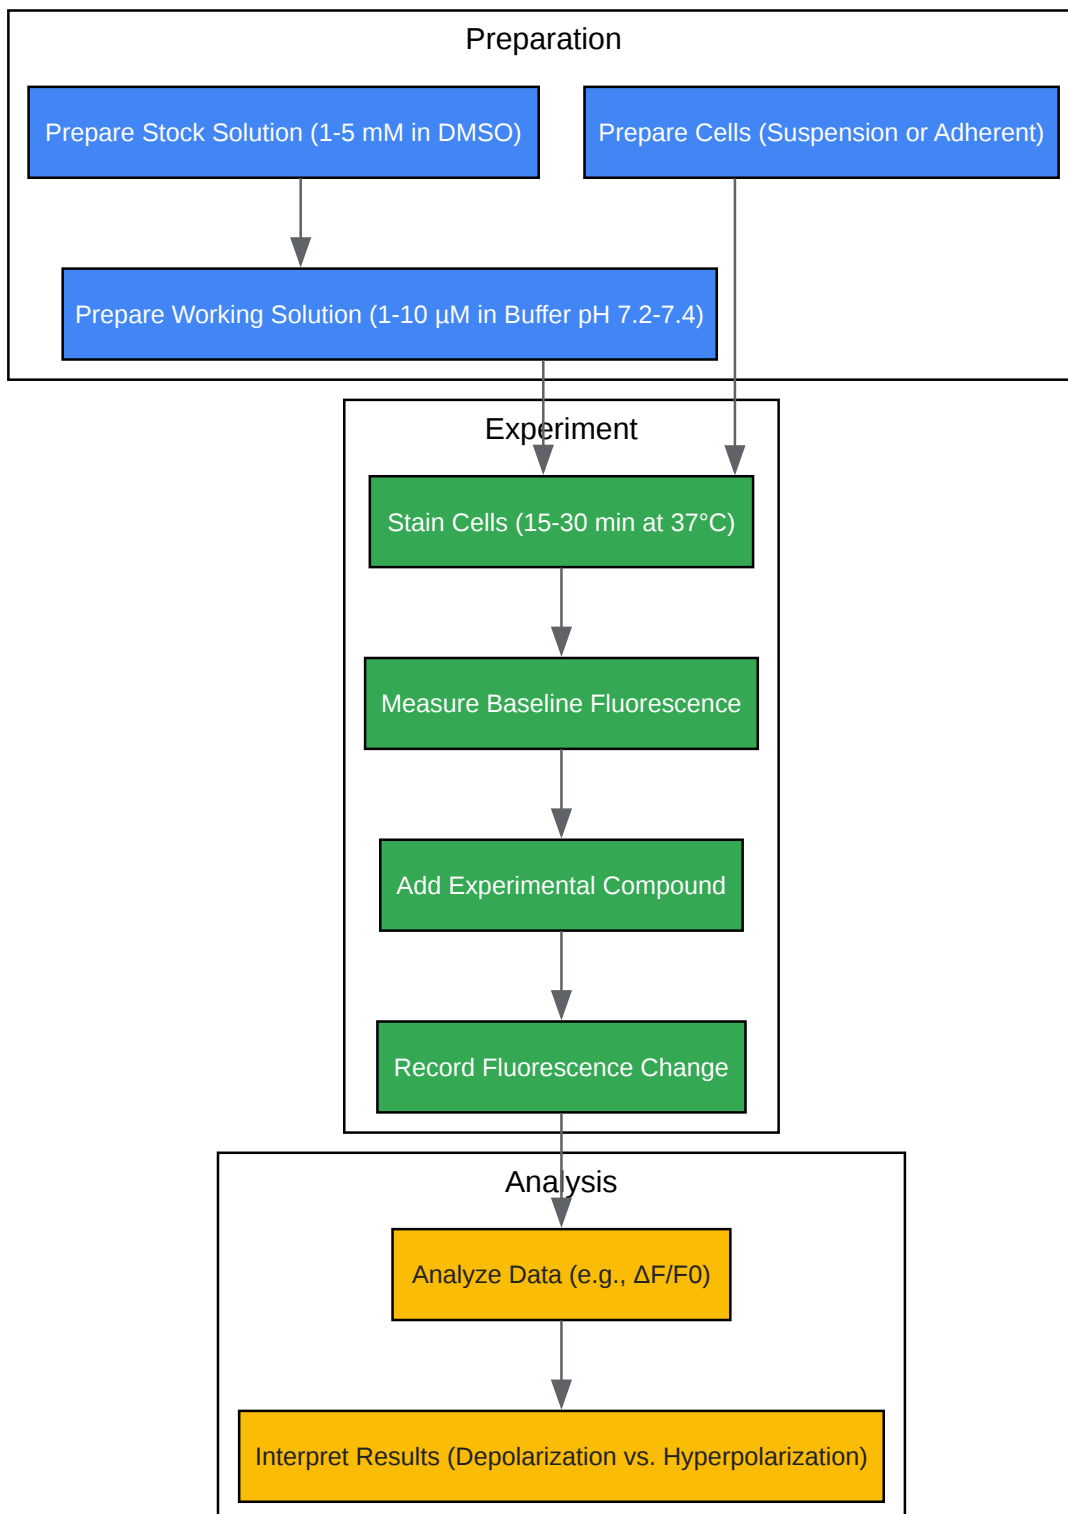 Preparation
Prepare Stock Solution (1-5 mM in DMSO)
Prepare Cells (Suspension or Adherent)
Prepare Working Solution (1-10 µM in Buffer pH 7.2-7.4)
Experiment
Stain Cells (15-30 min at 37°C)
Measure Baseline Fluorescence
Add Experimental Compound
Record Fluorescence Change
Analysis
Analyze Data (e.g., ΔF/F0)
Interpret Results (Depolarization vs. Hyperpolarization)